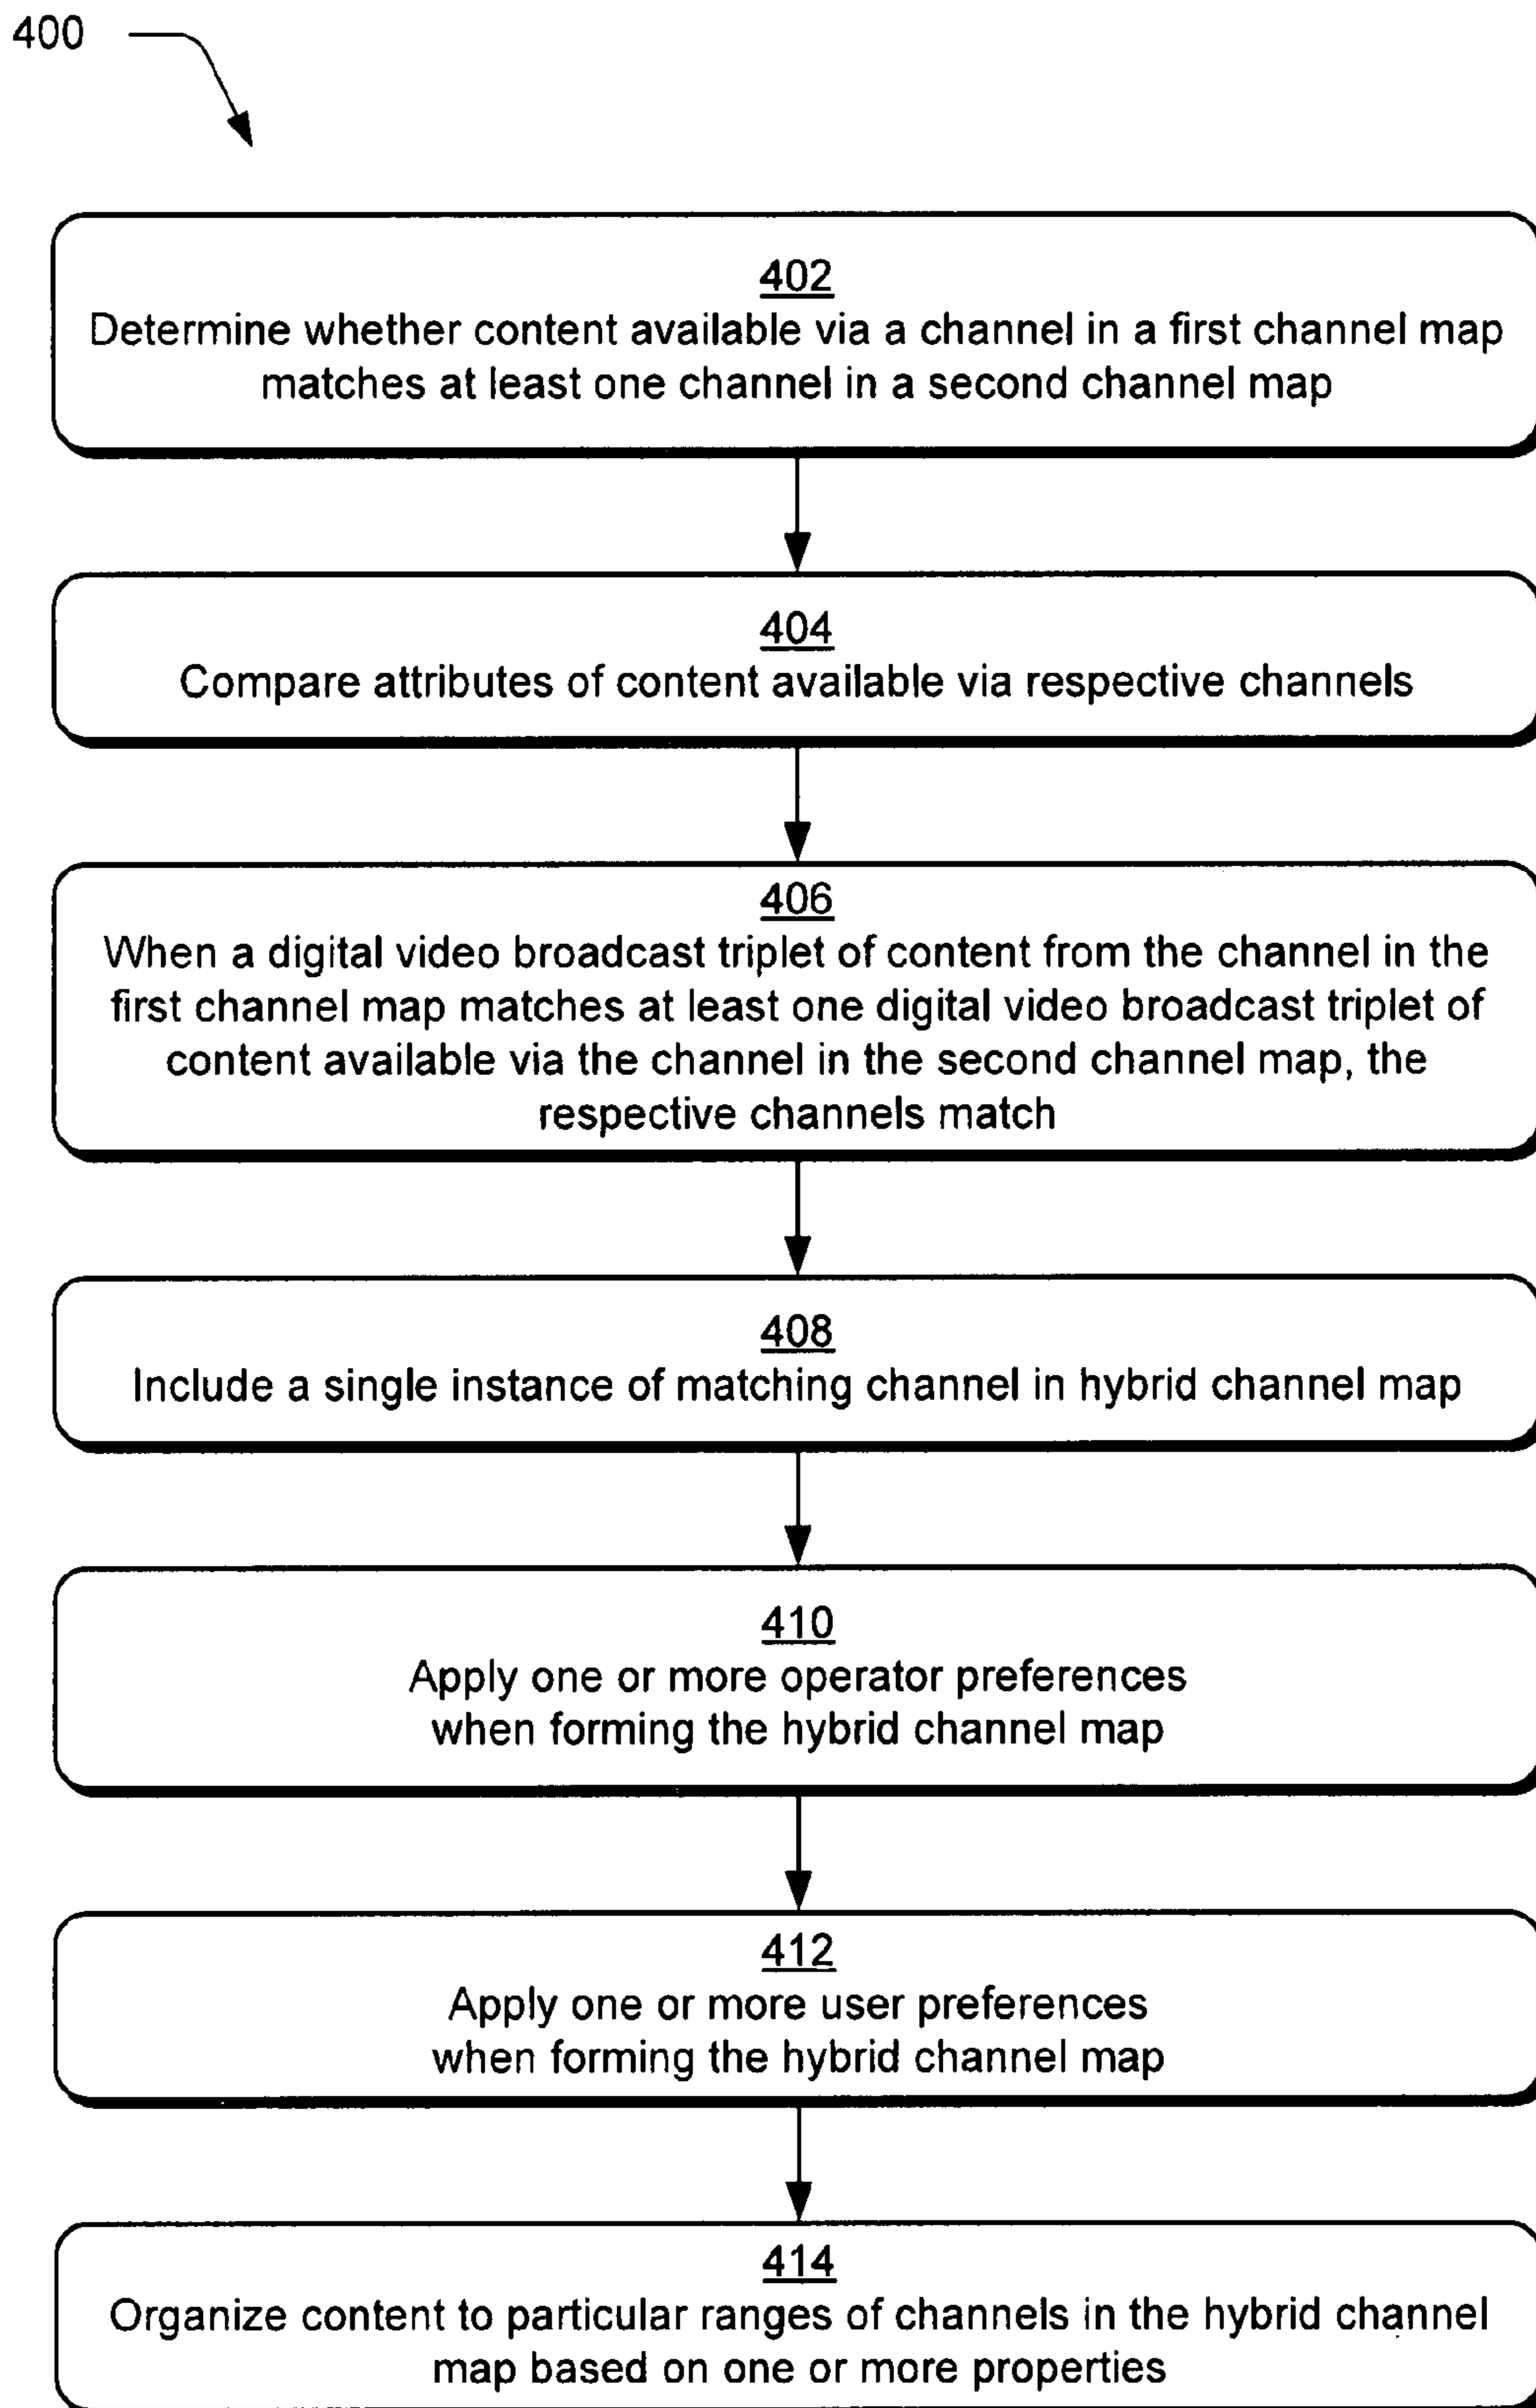 400
402
Determine whether content available via a channel in a first channel map
matches at least one channel in a second channel map
404
Compare attributes of content available via respective channels
406
When a digital video broadcast triplet of content from the channel in the
first channel map matches at least one digital video broadcast triplet of
content available via the channel in the second channel map, the
respective channels match
408
Include a single instance of matching channel in hybrid channel map
410
Apply one or more operator preferences
when forming the hybrid channel map
412
Apply one or more user preferences
when forming the hybrid channel map
414
Organize content to particular ranges of channels in the hybrid channel
map based on one or more properties